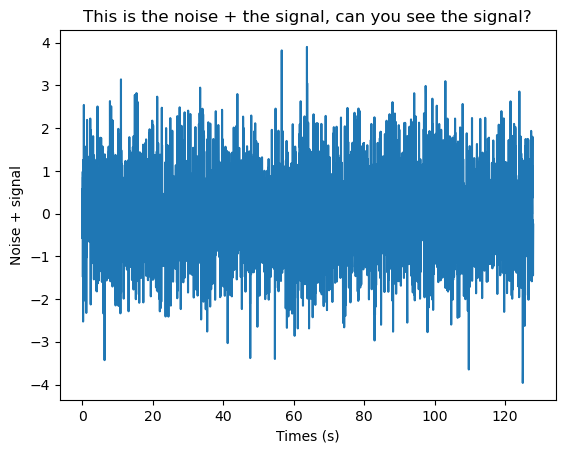 This is the noise + the signal, can you see the signal?
4
3
2
1
0
−1
−2
−3
−4
Noise + signal
0 20 40 60 80 100 120
Times (s)